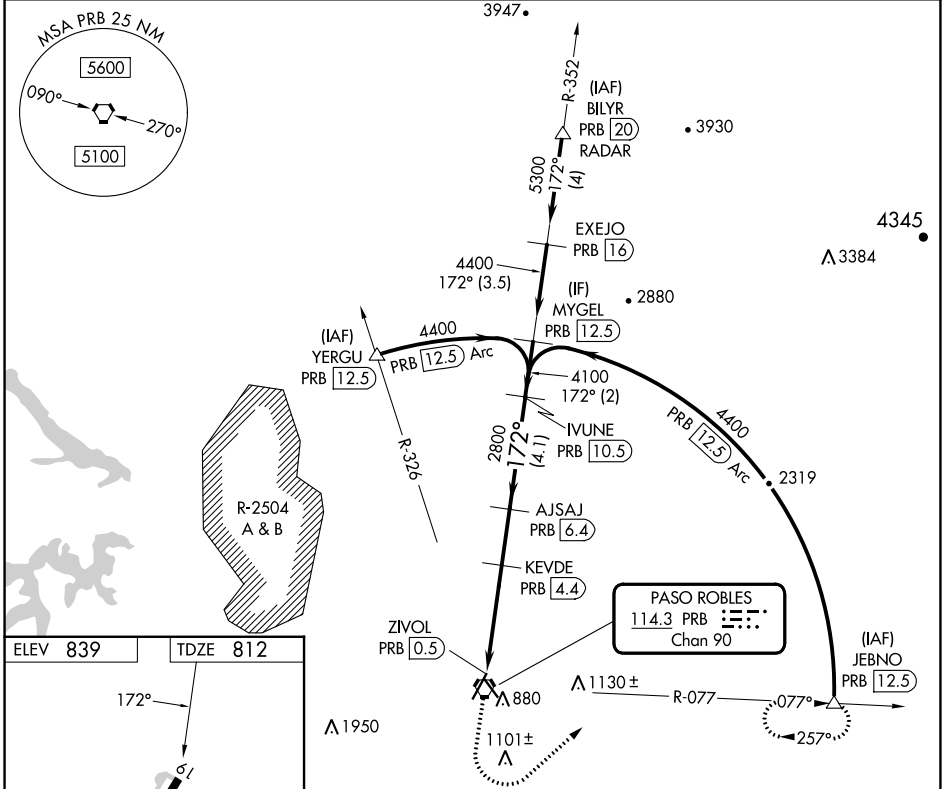 MSA PRB 25 NM
5600
090°
270°
5100
3947
R-352
(IAF)
BILYR
PRB 20
RADAR
3930
5300
172°
(4)
EXEJO
PRB 16
4345
3384
4400
172° (3.5)
(IF)
MYGEL
PRB 12.5
2880
(IAF)
YERGU
PRB 12.5
4400
PRB 12.5 Arc
4100
172° (2)
IVUNE
PRB 10.5
4400
PRB 12.5 Arc
2319
R-326
2800
172°
(4.1)
R-2504
A & B
AJSAJ
PRB 6.4
KEVDE
PRB 4.4
PASO ROBLES
114.3 PRB
Chan 90
ZIVOL
PRB 0.5
(IAF)
JEBNO
PRB 12.5
880
1130 ±
R-077
077°
257°
1950
1101±
ELEV 839
TDZE 812
172°
19